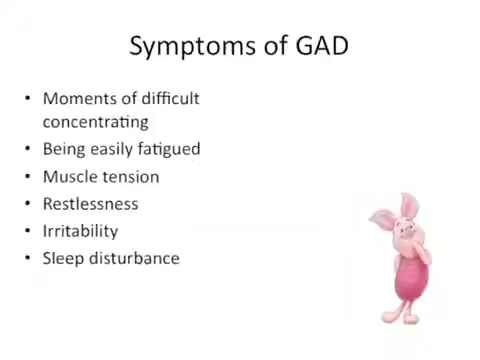 Symptoms of GAD
• Moments of difficult
concentrating
• Being easily fatigued
• Muscle tension
• Restlessness
• Irritability
• Sleep disturbance